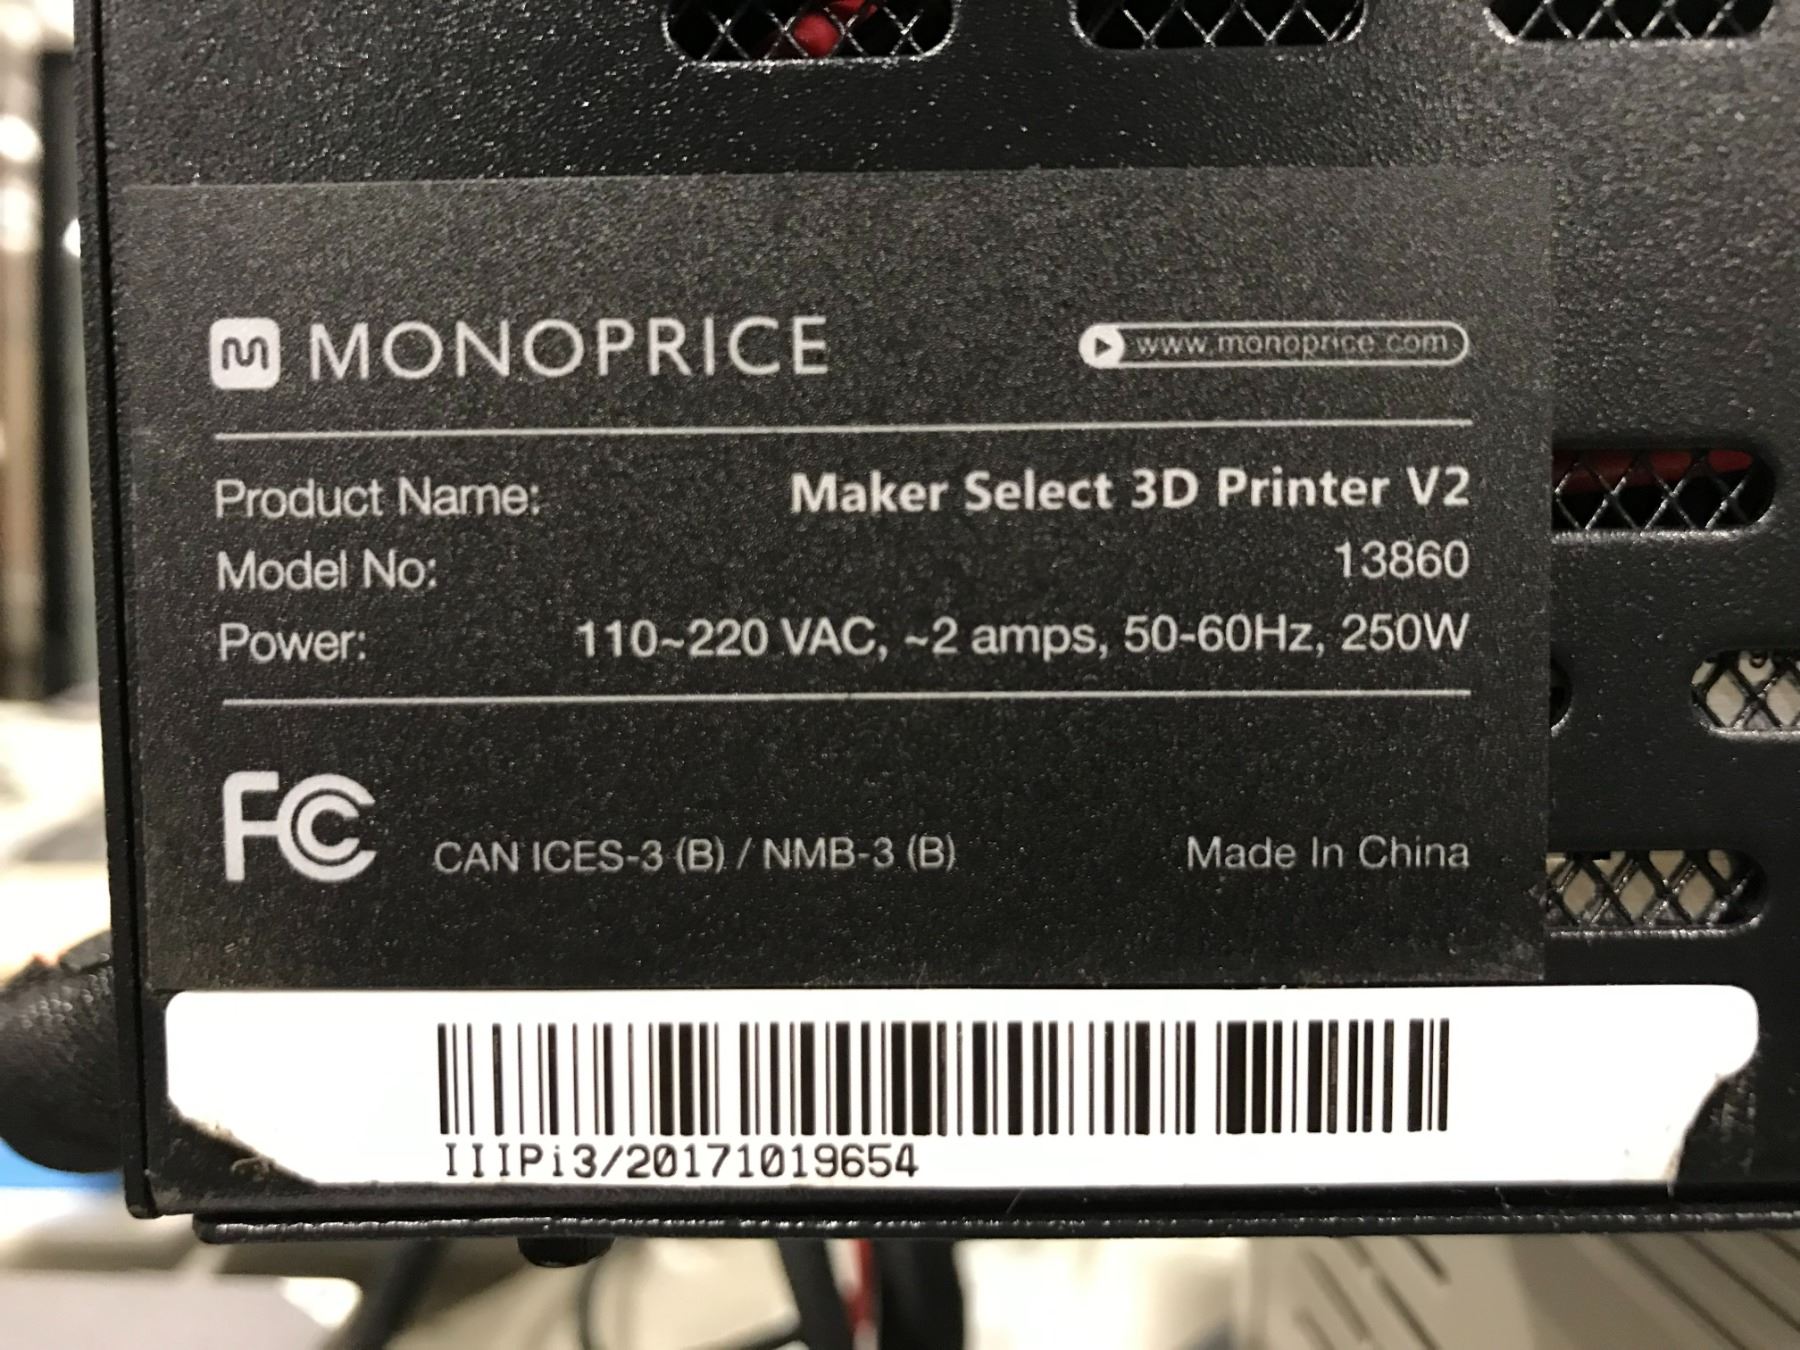 m MONOPRICE
www.monoprice.com
Product Name: Maker Select 3D Printer V2
Model No: 13860
Power: 110~220 VAC, ~2 amps, 50-60Hz, 250W
FC CAN ICES-3 (B) / NMB-3 (B) Made In China
IIIPi3/20171019654